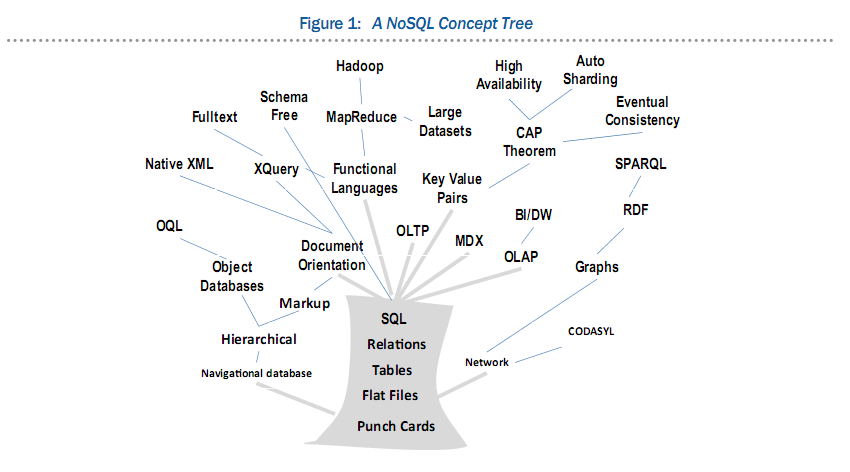 Figure 1: A NoSQL Concept Tree
Hadoop
High
Availability
Auto
Sharding
Schema
Free
Fulltext
MapReduce
Large
Datasets
Eventual
Consistency
CAP
Theorem
Native XML
XQuery
Functional
Languages
Key Value
Pairs
SPARQL
RDF
BI/DW
OQL
OLTP
MDX
Document
Orientation
OLAP
Graphs
Object
Databases
Markup
SQL
Hierarchical
Relations
CODASYL
Network
Navigational database
Tables
Flat Files
Punch Cards